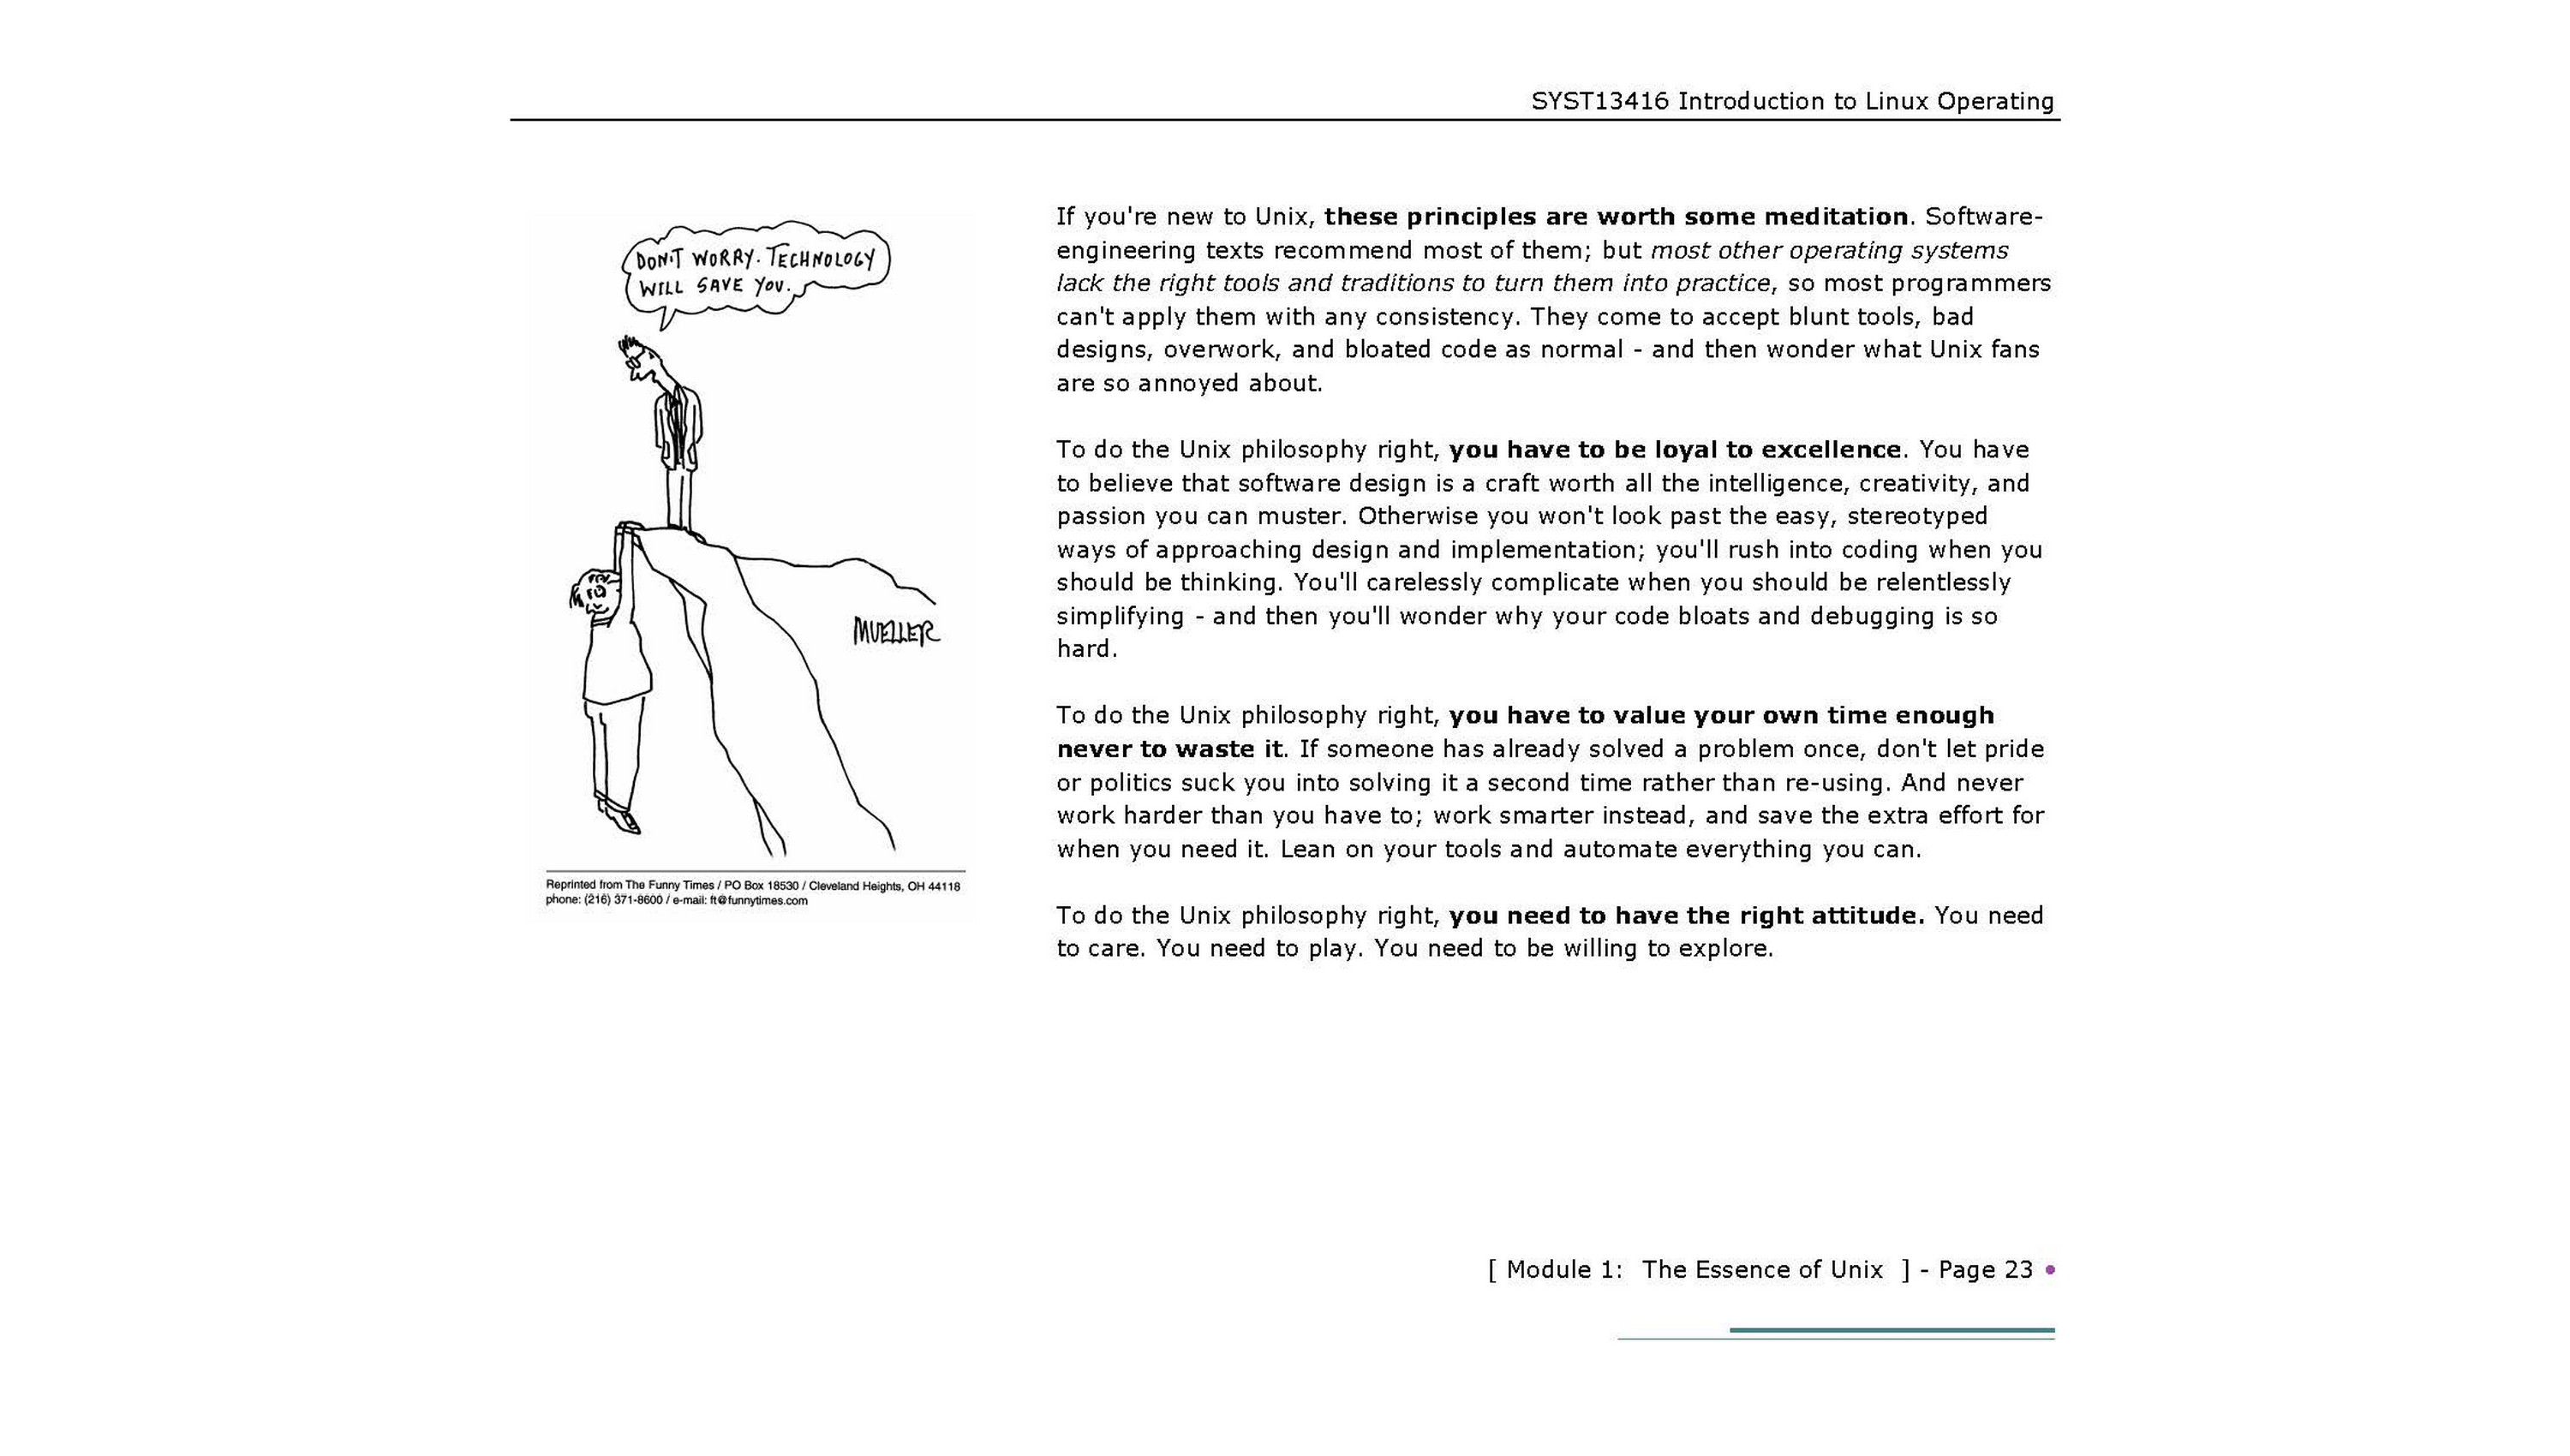 SYST13416 Introduction to Linux Operating
DON'T WORRY. TECHNOLOGY
WILL SAVE YOU.
MUELLER
Reprinted from The Funny Times / PO Box 18530 / Cleveland Heights, OH 44118
phone: (216) 371-8600 / e-mail: ft@funnytimes.com
If you're new to Unix, these principles are worth some meditation. Software-
engineering texts recommend most of them; but most other operating systems
lack the right tools and traditions to turn them into practice, so most programmers
can't apply them with any consistency. They come to accept blunt tools, bad
designs, overwork, and bloated code as normal - and then wonder what Unix fans
are so annoyed about.
To do the Unix philosophy right, you have to be loyal to excellence. You have
to believe that software design is a craft worth all the intelligence, creativity, and
passion you can muster. Otherwise you won't look past the easy, stereotyped
ways of approaching design and implementation; you'll rush into coding when you
should be thinking. You'll carelessly complicate when you should be relentlessly
simplifying - and then you'll wonder why your code bloats and debugging is so
hard.
To do the Unix philosophy right, you have to value your own time enough
never to waste it. If someone has already solved a problem once, don't let pride
or politics suck you into solving it a second time rather than re-using. And never
work harder than you have to; work smarter instead, and save the extra effort for
when you need it. Lean on your tools and automate everything you can.
To do the Unix philosophy right, you need to have the right attitude. You need
to care. You need to play. You need to be willing to explore.
[ Module 1:  The Essence of Unix  ] - Page 23 •